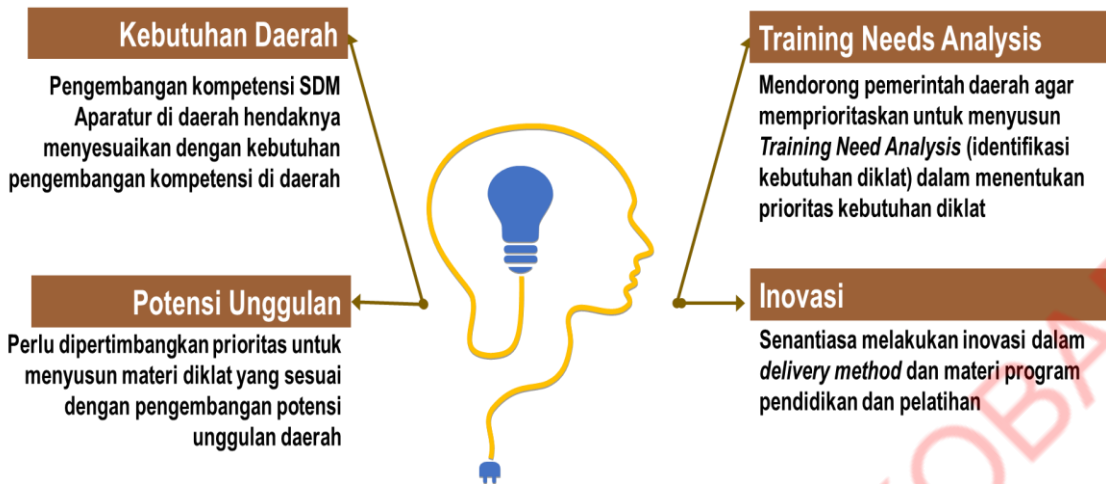 Kebutuhan Daerah
Pengembangan kompetensi SDM
Aparatur di daerah hendaknya
menyesuaikan dengan kebutuhan
pengembangan kompetensi di daerah
Potensi Unggulan
Perlu dipertimbangkan prioritas untuk
menyusun materi diklat yang sesuai
dengan pengembangan potensi
unggulan daerah
Training Needs Analysis
Mendorong pemerintah daerah agar
memprioritaskan untuk menyusun
Training Need Analysis (identifikasi
kebutuhan diklat) dalam menentukan
prioritas kebutuhan diklat
Inovasi
Senantiasa melakukan inovasi dalam
delivery method dan materi program
pendidikan dan pelatihan